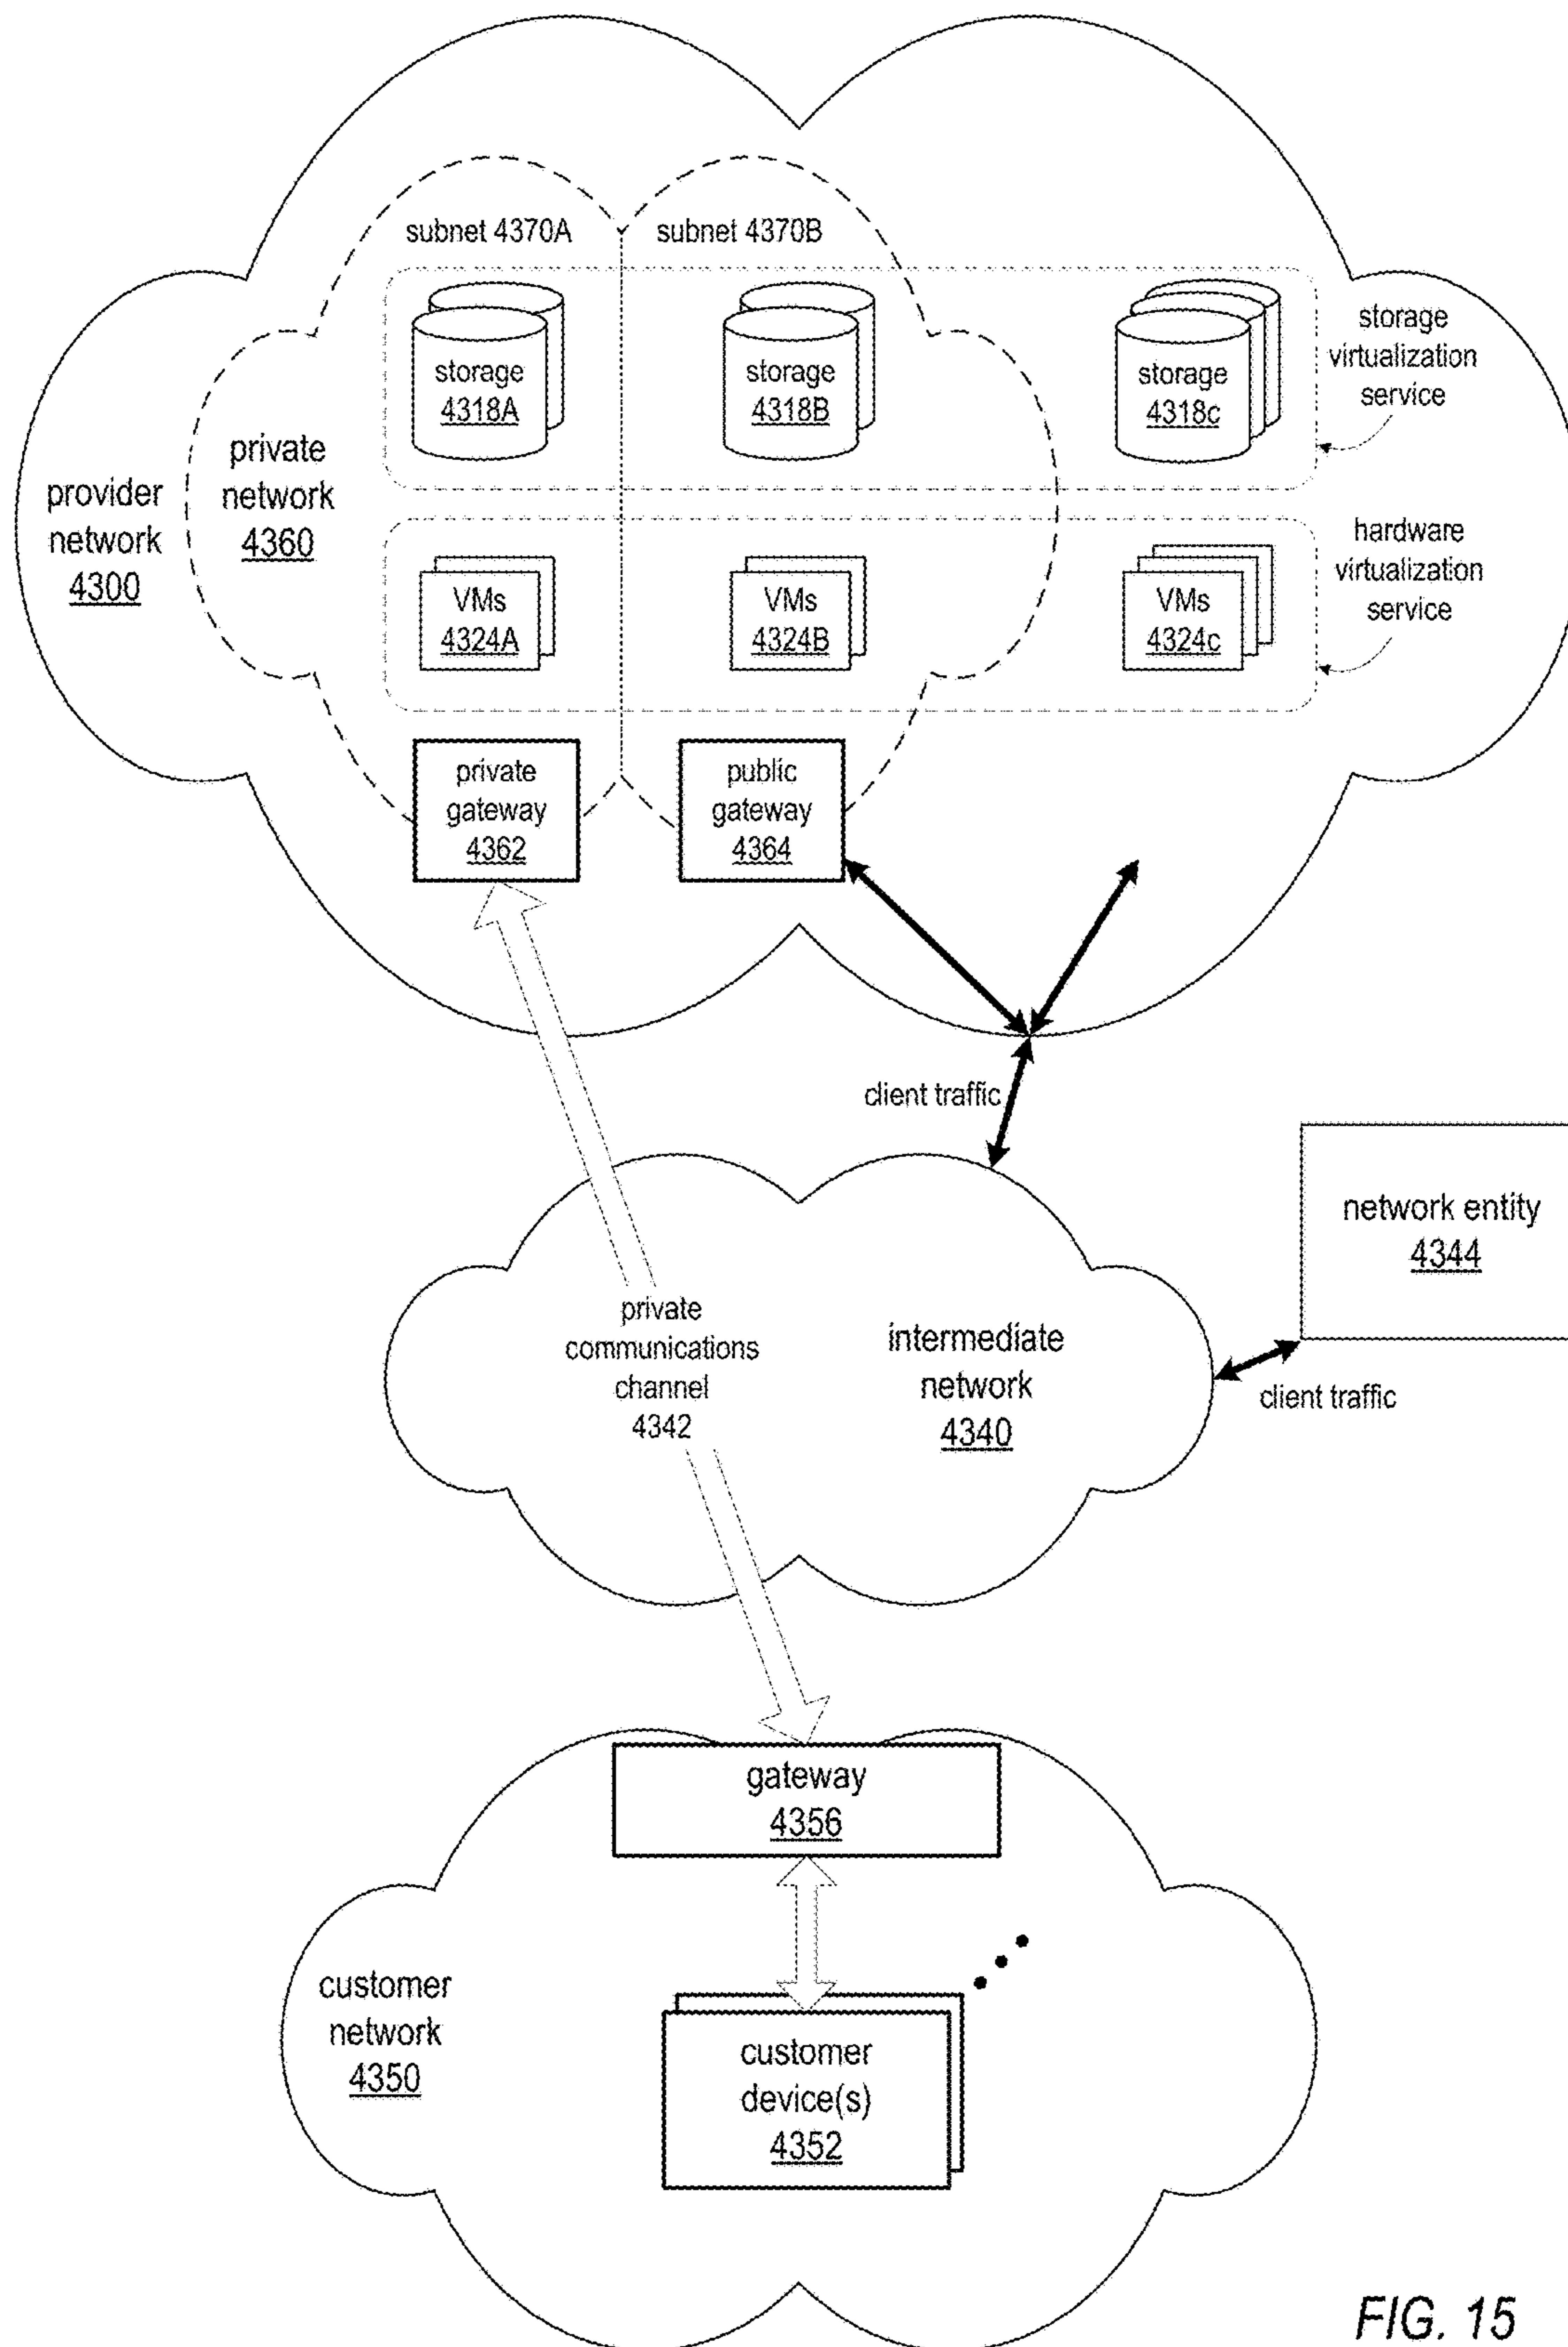 subnet 4370A
subnet 4370B
storage
4318A
storage
4318B
storage
4318c
storage
virtualization
service
provider
network
4300
private
network
4360
VMs
4324A
VMs
4324B
VMs
4324c
hardware
virtualization
service
private
gateway
4362
public
gateway
4364
client traffic
network entity
4344
client traffic
private
communications
channel
4342
intermediate
network
4340
gateway
4356
customer
network
4350
customer
device(s)
4352
FIG. 15